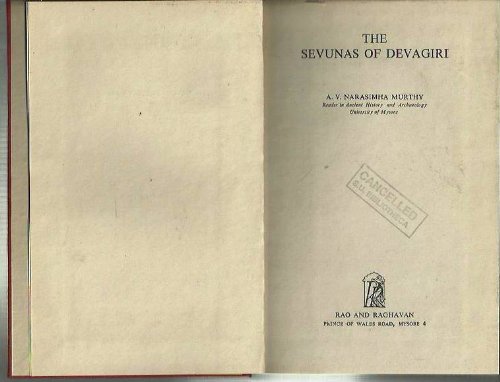 THE
SEVUNAS OF DEVAGIRI
A. V. NARASIMHA MURTHY
Reader in Ancient History and Archaeology
University of Mysore
CANCELLED
S.U. BIBLIOTHECA
RAO AND RAGHAVAN
PRINCE OF WALES ROAD, MYSORE 4